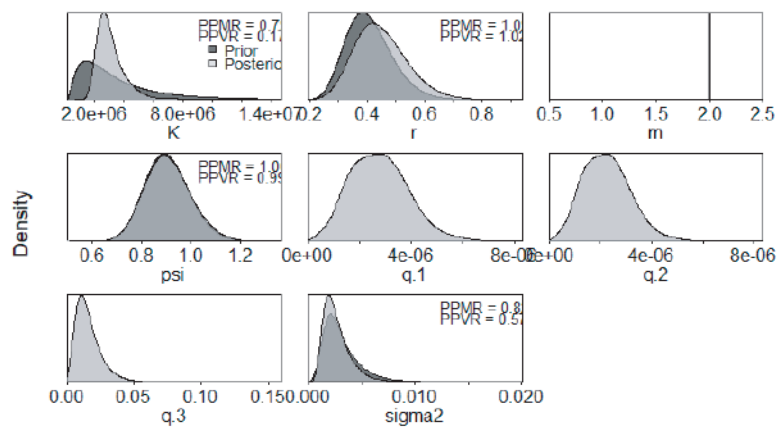 PPMR = 0.7
PPVR = 0.17
Prior
Posterio
2.0e+06 8.0e+06 1.4e+07
K
PPMR = 1.0
PPVR = 1.02
0.2 0.4 0.6 0.8
r
0.5 1.0 1.5 2.0 2.5
m
Density
PPMR = 1.0
PPVR = 0.99
0.6 0.8 1.0 1.2
psi
0e+00 4e-06 8e-06
q.1
0e+00 4e-06 8e-06
q.2
0.00 0.05 0.10 0.15
q.3
PPMR = 0.8
PPVR = 0.57
0.000 0.010 0.020
sigma2